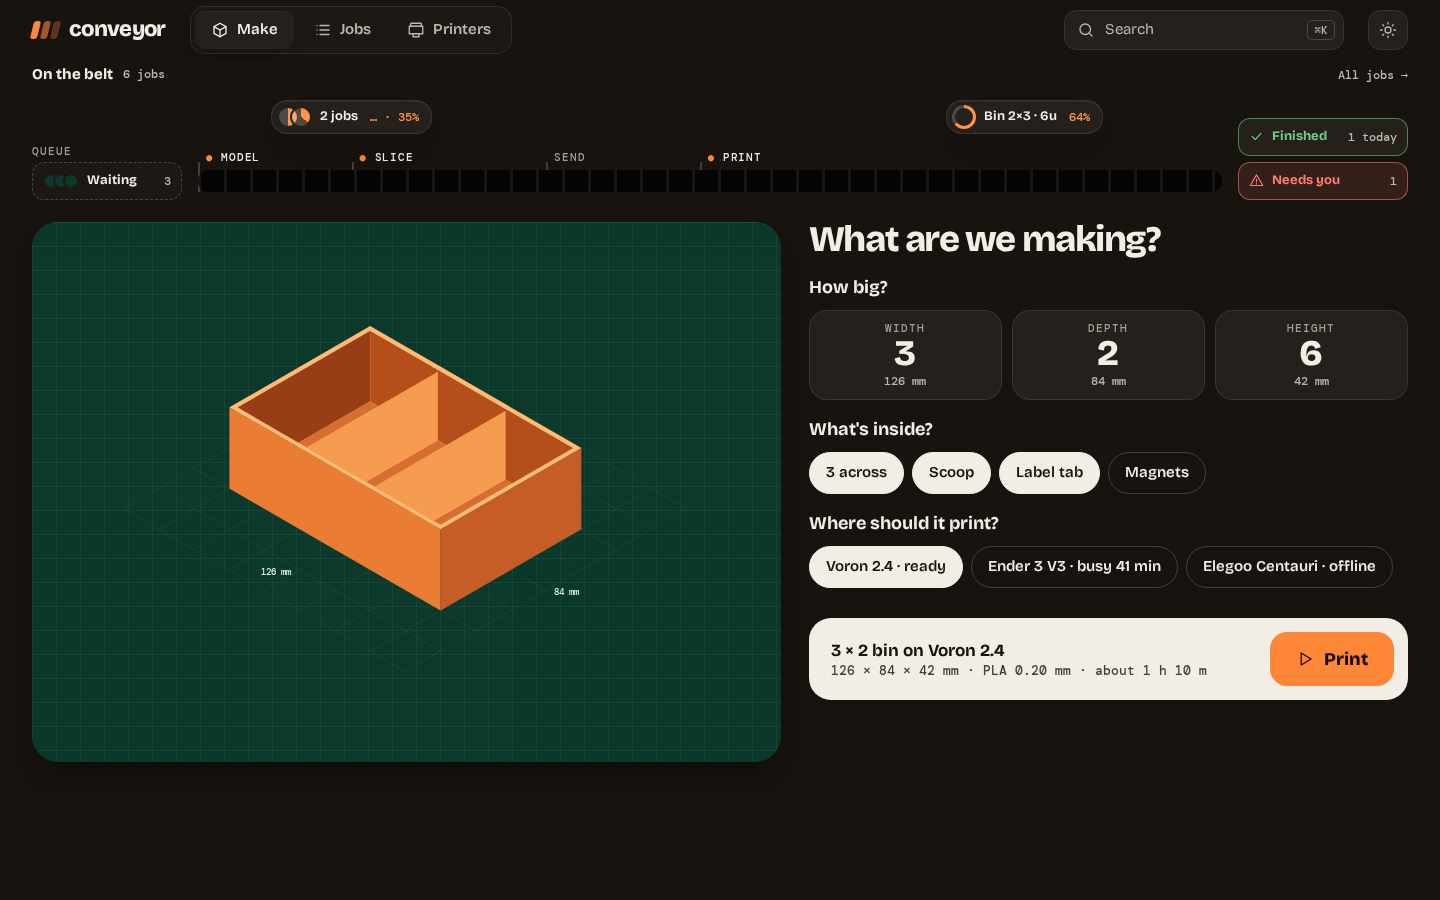 conveyor
Make
Jobs
Printers
Search
⌘K
On the belt 6 jobs
All jobs →
2 jobs … · 35%
Bin 2×3 · 6u 64%
Finished 1 today
QUEUE
MODEL
SLICE
SEND
PRINT
Waiting 3
Needs you 1
126 mm
84 mm
What are we making?
How big?
WIDTH
3
126 mm
DEPTH
2
84 mm
HEIGHT
6
42 mm
What's inside?
3 across
Scoop
Label tab
Magnets
Where should it print?
Voron 2.4 · ready
Ender 3 V3 · busy 41 min
Elegoo Centauri · offline
3 × 2 bin on Voron 2.4
126 × 84 × 42 mm · PLA 0.20 mm · about 1 h 10 m
Print